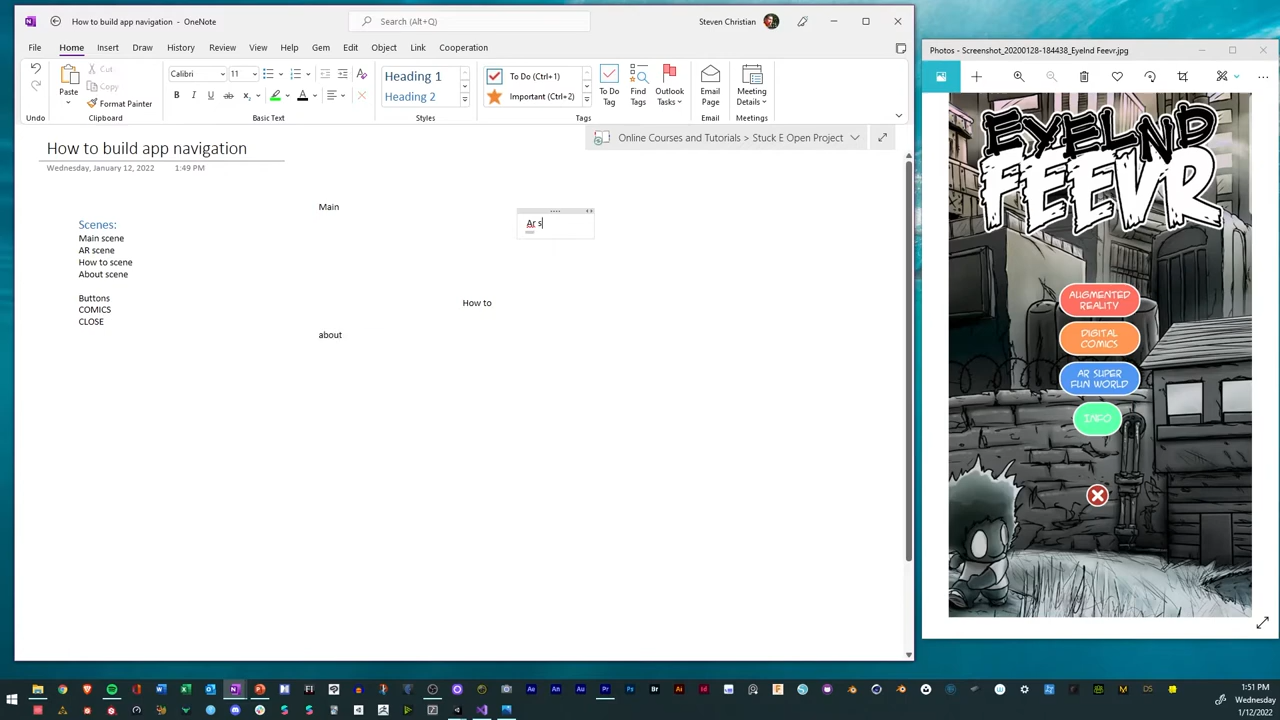 How to build app navigation - OneNote
Search (Alt+Q)
Steven Christian
File Home Insert Draw History Review View Help Gem Edit Object Link Cooperation
Undo
Paste
Cut
Copy
Format Painter
Clipboard
Calibri 11
B I U ab x
Basic Text
Heading 1
Heading 2
Styles
To Do (Ctrl+1)
Important (Ctrl+2)
To Do Tag
Find Tags
Outlook Tasks
Tags
Email Page
Email
Meeting Details
Meetings
Online Courses and Tutorials > Stuck E Open Project
How to build app navigation
Wednesday, January 12, 2022 1:49 PM
Scenes:
Main scene
AR scene
How to scene
About scene
Buttons
COMICS
CLOSE
Main
Ar s
How to
about
Photos - Screenshot_20200128-184438_Eyelnd Feevr.jpg
EYELND
FEEVR
AUGMENTED
REALITY
DIGITAL
COMICS
AR SUPER
FUN WORLD
INFO
1:51 PM
Wednesday
1/12/2022